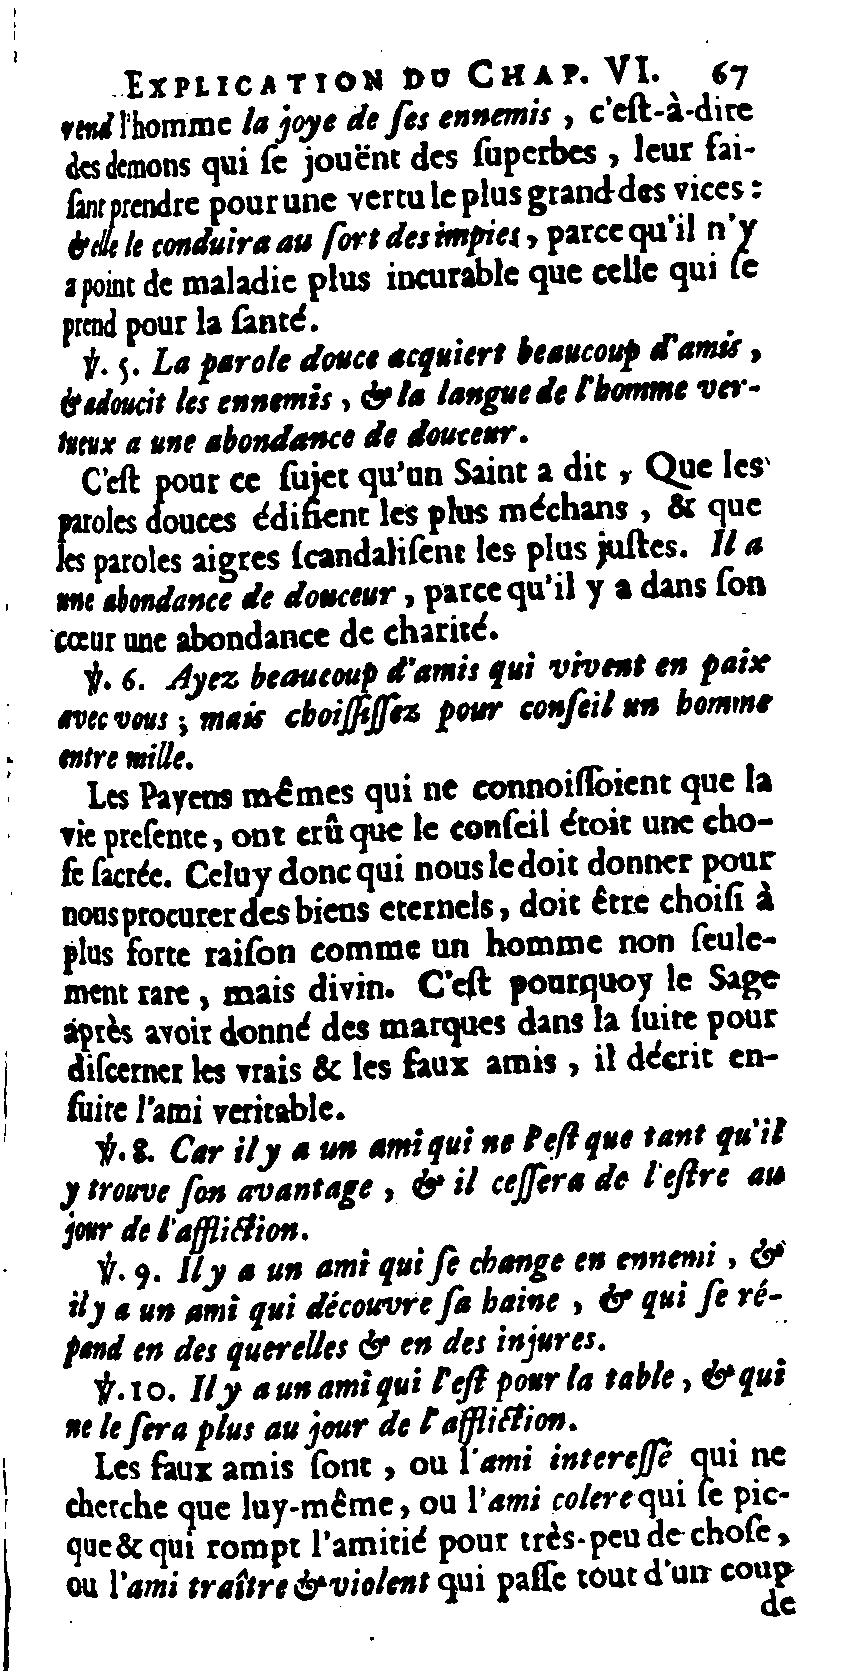 EXPLICATION DU CHAP. VI. 67
rend l'homme la joye de ſes ennemis, c'eſt-à-dire
des demons qui ſe jouënt des ſuperbes, leur fai-
ſant prendre pour une vertu le plus grand des vices:
& elle le conduira au ſort des impies, parce qu'il n'y
a point de maladie plus incurable que celle qui ſe
prend pour la ſanté.
℣. 5. La parole douce acquiert beaucoup d'amis,
& adoucit les ennemis, & la langue de l'homme ver-
tueux a une abondance de douceur.
C'eſt pour ce ſujet qu'un Saint a dit, Que les
paroles douces édifient les plus méchans, & que
les paroles aigres ſcandaliſent les plus juſtes. Il a
une abondance de douceur, parce qu'il y a dans ſon
cœur une abondance de charité.
℣. 6. Ayez beaucoup d'amis qui vivent en paix
avec vous; mais choiſiſſez pour conſeil un homme
entre mille.
Les Payens mêmes qui ne connoiſſoient que la
vie preſente, ont crû que le conſeil étoit une cho-
ſe ſacrée. Celuy donc qui nous le doit donner pour
nous procurer des biens eternels, doit être choiſi à
plus forte raiſon comme un homme non ſeule-
ment rare, mais divin. C'eſt pourquoy le Sage
après avoir donné des marques dans la ſuite pour
diſcerner les vrais & les faux amis, il décrit en-
ſuite l'ami veritable.
℣. 8. Car il y a un ami qui ne l'eſt que tant qu'il
y trouve ſon avantage, & il ceſſera de l'eſtre au
jour de l'affliction.
℣. 9. Il y a un ami qui ſe change en ennemi, &
il y a un ami qui découvre ſa haine, & qui ſe ré-
pand en des querelles & en des injures.
℣. 10. Il y a un ami qui l'eſt pour la table, & qui
ne le ſera plus au jour de l'affliction.
Les faux amis ſont, ou l'ami intereſſé qui ne
cherche que luy-même, ou l'ami colere qui ſe pic-
que & qui rompt l'amitié pour très-peu de choſe,
ou l'ami traître & violent qui paſſe tout d'un coup
de